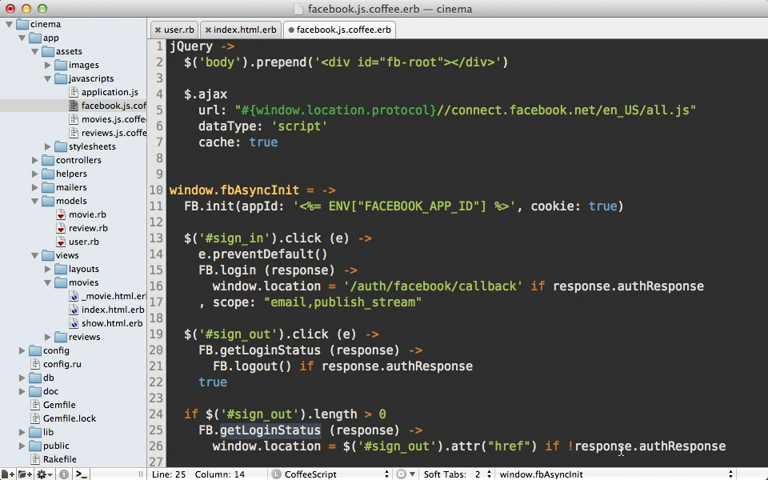 facebook.js.coffee.erb — cinema
user.rb
index.html.erb
facebook.js.coffee.erb
cinema
app
assets
images
javascripts
application.js
facebook.js.cof
movies.js.coffe
reviews.js.coffe
stylesheets
controllers
helpers
mailers
models
movie.rb
review.rb
user.rb
views
layouts
movies
_movie.html.er
index.html.erb
show.html.erb
reviews
config
config.ru
db
doc
Gemfile
Gemfile.lock
lib
public
Rakefile
1 jQuery ->
2 $('body').prepend('<div id="fb-root"></div>')
3
4 $.ajax
5 url: "#{window.location.protocol}//connect.facebook.net/en_US/all.js"
6 dataType: 'script'
7 cache: true
8
9
10 window.fbAsyncInit = ->
11 FB.init(appId: '<%= ENV["FACEBOOK_APP_ID"] %>', cookie: true)
12
13 $('#sign_in').click (e) ->
14 e.preventDefault()
15 FB.login (response) ->
16 window.location = '/auth/facebook/callback' if response.authResponse
17 , scope: "email,publish_stream"
18
19 $('#sign_out').click (e) ->
20 FB.getLoginStatus (response) ->
21 FB.logout() if response.authResponse
22 true
23
24 if $('#sign_out').length > 0
25 FB.getLoginStatus (response) ->
26 window.location = $('#sign_out').attr("href") if !response.authResponse
27
Line: 25 Column: 14
CoffeeScript
Soft Tabs: 2
window.fbAsyncInit